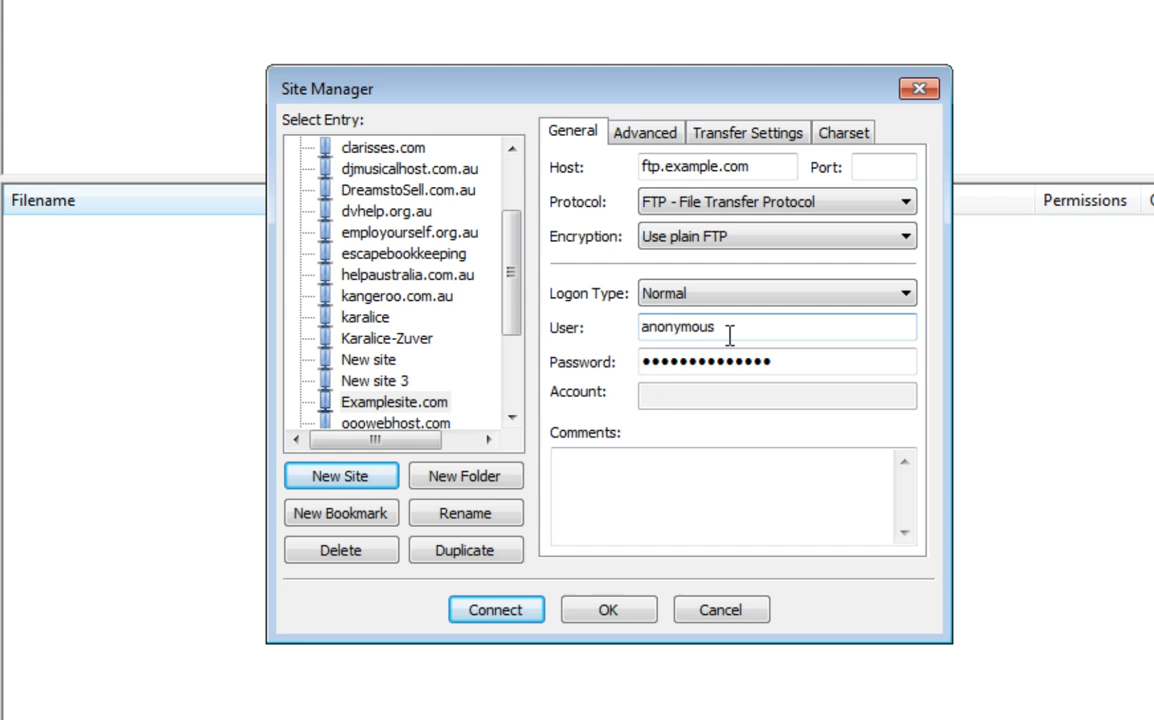 Site Manager
Select Entry:
clarisses.com
djmusicalhost.com.au
DreamstoSell.com.au
dvhelp.org.au
employourself.org.au
escapebookkeeping
helpaustralia.com.au
kangeroo.com.au
karalice
Karalice-Zuver
New site
New site 3
Examplesite.com
ooowebhost.com
New Site New Folder
New Bookmark Rename
Delete Duplicate
General Advanced Transfer Settings Charset
Host: ftp.example.com Port:
Protocol: FTP - File Transfer Protocol
Encryption: Use plain FTP
Logon Type: Normal
User: anonymous
Password: ●●●●●●●●●●●●●●
Account:
Comments:
Connect OK Cancel
Filename Permissions